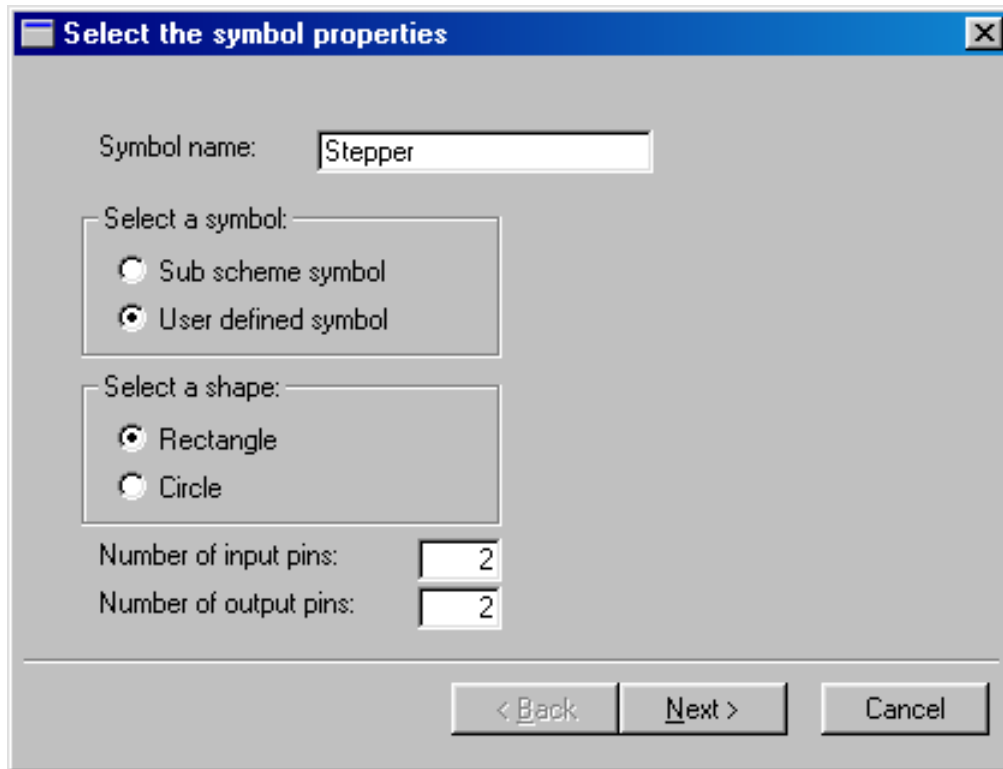 Select the symbol properties
Symbol name: Stepper
Select a symbol:
Sub scheme symbol
User defined symbol
Select a shape:
Rectangle
Circle
Number of input pins: 2
Number of output pins: 2
< Back Next > Cancel